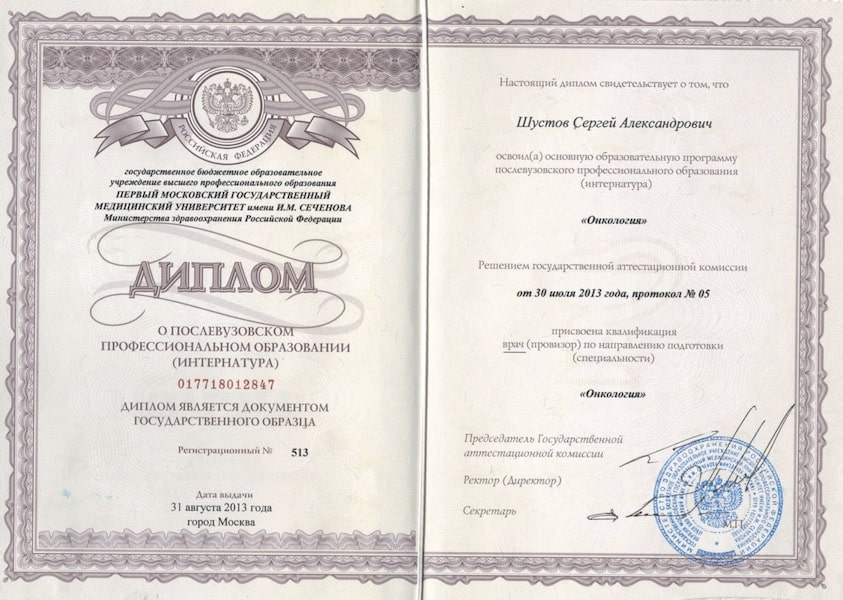 РОССИЙСКАЯ ФЕДЕРАЦИЯ
государственное бюджетное образовательное
учреждение высшего профессионального образования
ПЕРВЫЙ МОСКОВСКИЙ ГОСУДАРСТВЕННЫЙ
МЕДИЦИНСКИЙ УНИВЕРСИТЕТ имени И.М. СЕЧЕНОВА
Министерства здравоохранения Российской Федерации
ДИПЛОМ
О ПОСЛЕВУЗОВСКОМ
ПРОФЕССИОНАЛЬНОМ ОБРАЗОВАНИИ
(ИНТЕРНАТУРА)
017718012847
ДИПЛОМ ЯВЛЯЕТСЯ ДОКУМЕНТОМ
ГОСУДАРСТВЕННОГО ОБРАЗЦА
Регистрационный № 513
Дата выдачи
31 августа 2013 года
город Москва
Настоящий диплом свидетельствует о том, что
Шустов Сергей Александрович
освоил(а) основную образовательную программу
послевузовского профессионального образования
(интернатура)
«Онкология»
Решением государственной аттестационной комиссии
от 30 июля 2013 года, протокол № 05
присвоена квалификация
врач (провизор) по направлению подготовки
(специальности)
«Онкология»
Председатель Государственной
аттестационной комиссии
Ректор (Директор)
Секретарь
М.П.